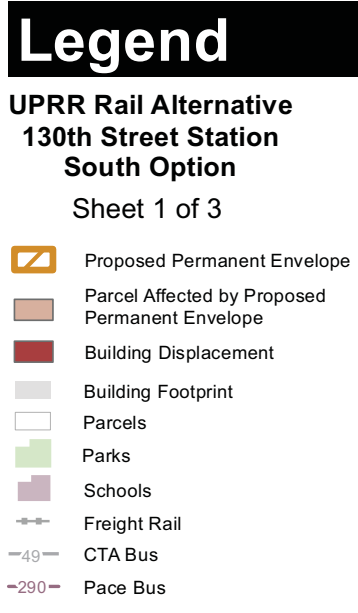 Legend
UPRR Rail Alternative
130th Street Station
South Option
Sheet 1 of 3
Proposed Permanent Envelope
Parcel Affected by Proposed
Permanent Envelope
Building Displacement
Building Footprint
Parcels
Parks
Schools
Freight Rail
49 CTA Bus
290 Pace Bus